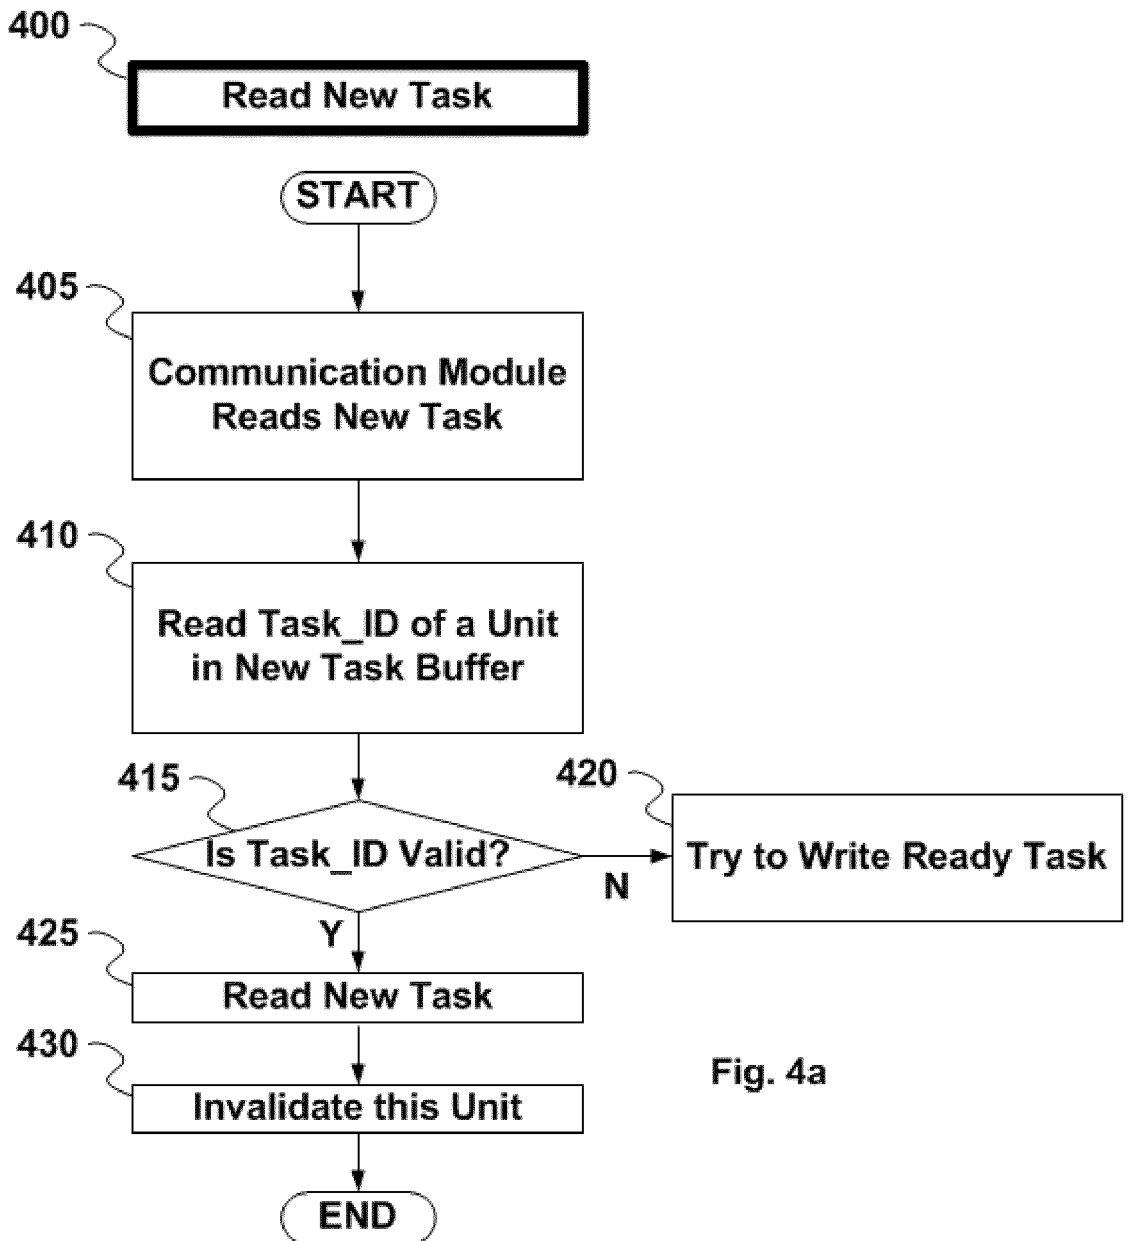 400
Read New Task
START
405
Communication Module
Reads New Task
410
Read Task_ID of a Unit
in New Task Buffer
415
Is Task_ID Valid?
N
420
Try to Write Ready Task
Y
425
Read New Task
430
Invalidate this Unit
Fig. 4a
END